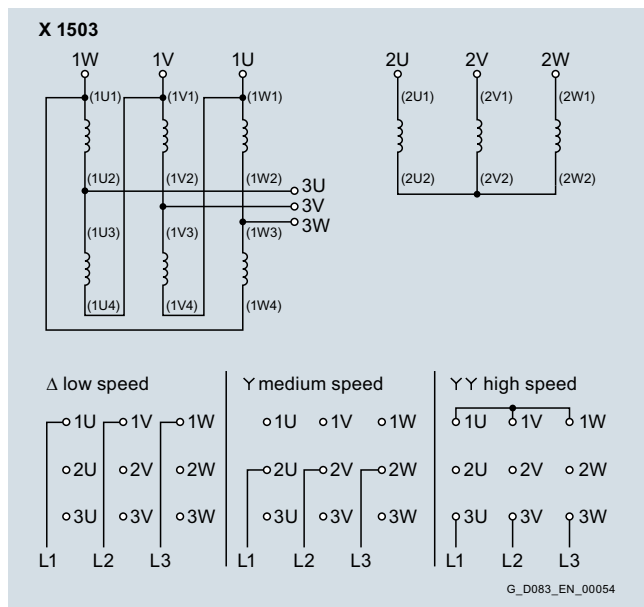 X 1503
1W 1V 1U 2U 2V 2W
(1U1) (1V1) (1W1) (2U1) (2V1) (2W1)
(1U2) (1V2) (1W2) (2U2) (2V2) (2W2)
3U
3V
3W
(1U3) (1V3) (1W3)
(1U4) (1V4) (1W4)
Δ low speed
1U 1V 1W
2U 2V 2W
3U 3V 3W
L1 L2 L3
Y medium speed
1U 1V 1W
2U 2V 2W
3U 3V 3W
L1 L2 L3
Y Y high speed
1U 1V 1W
2U 2V 2W
3U 3V 3W
L1 L2 L3
G_D083_EN_00054